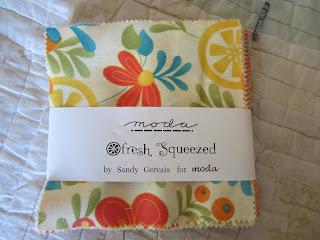 moda
fresh Squeezed
by Sandy Gervais for moda